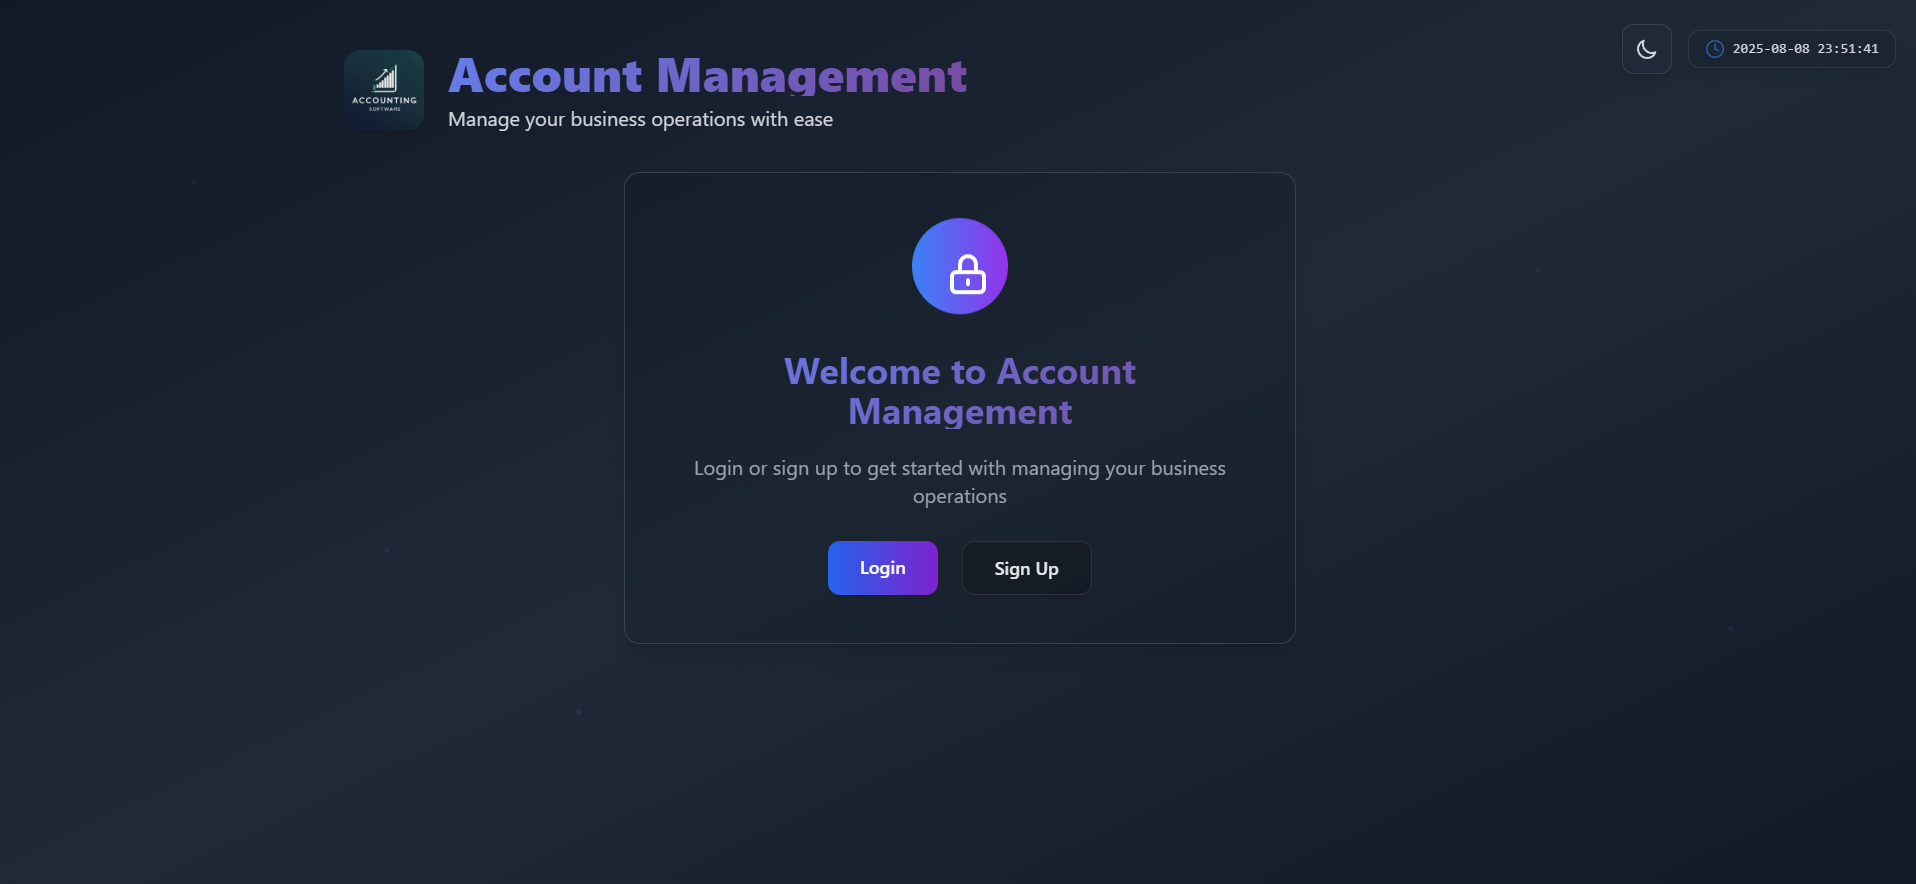 ACCOUNTING
SOFTWARE
Account Management
Manage your business operations with ease
2025-08-08 23:51:41
Welcome to Account
Management
Login or sign up to get started with managing your business
operations
Login
Sign Up